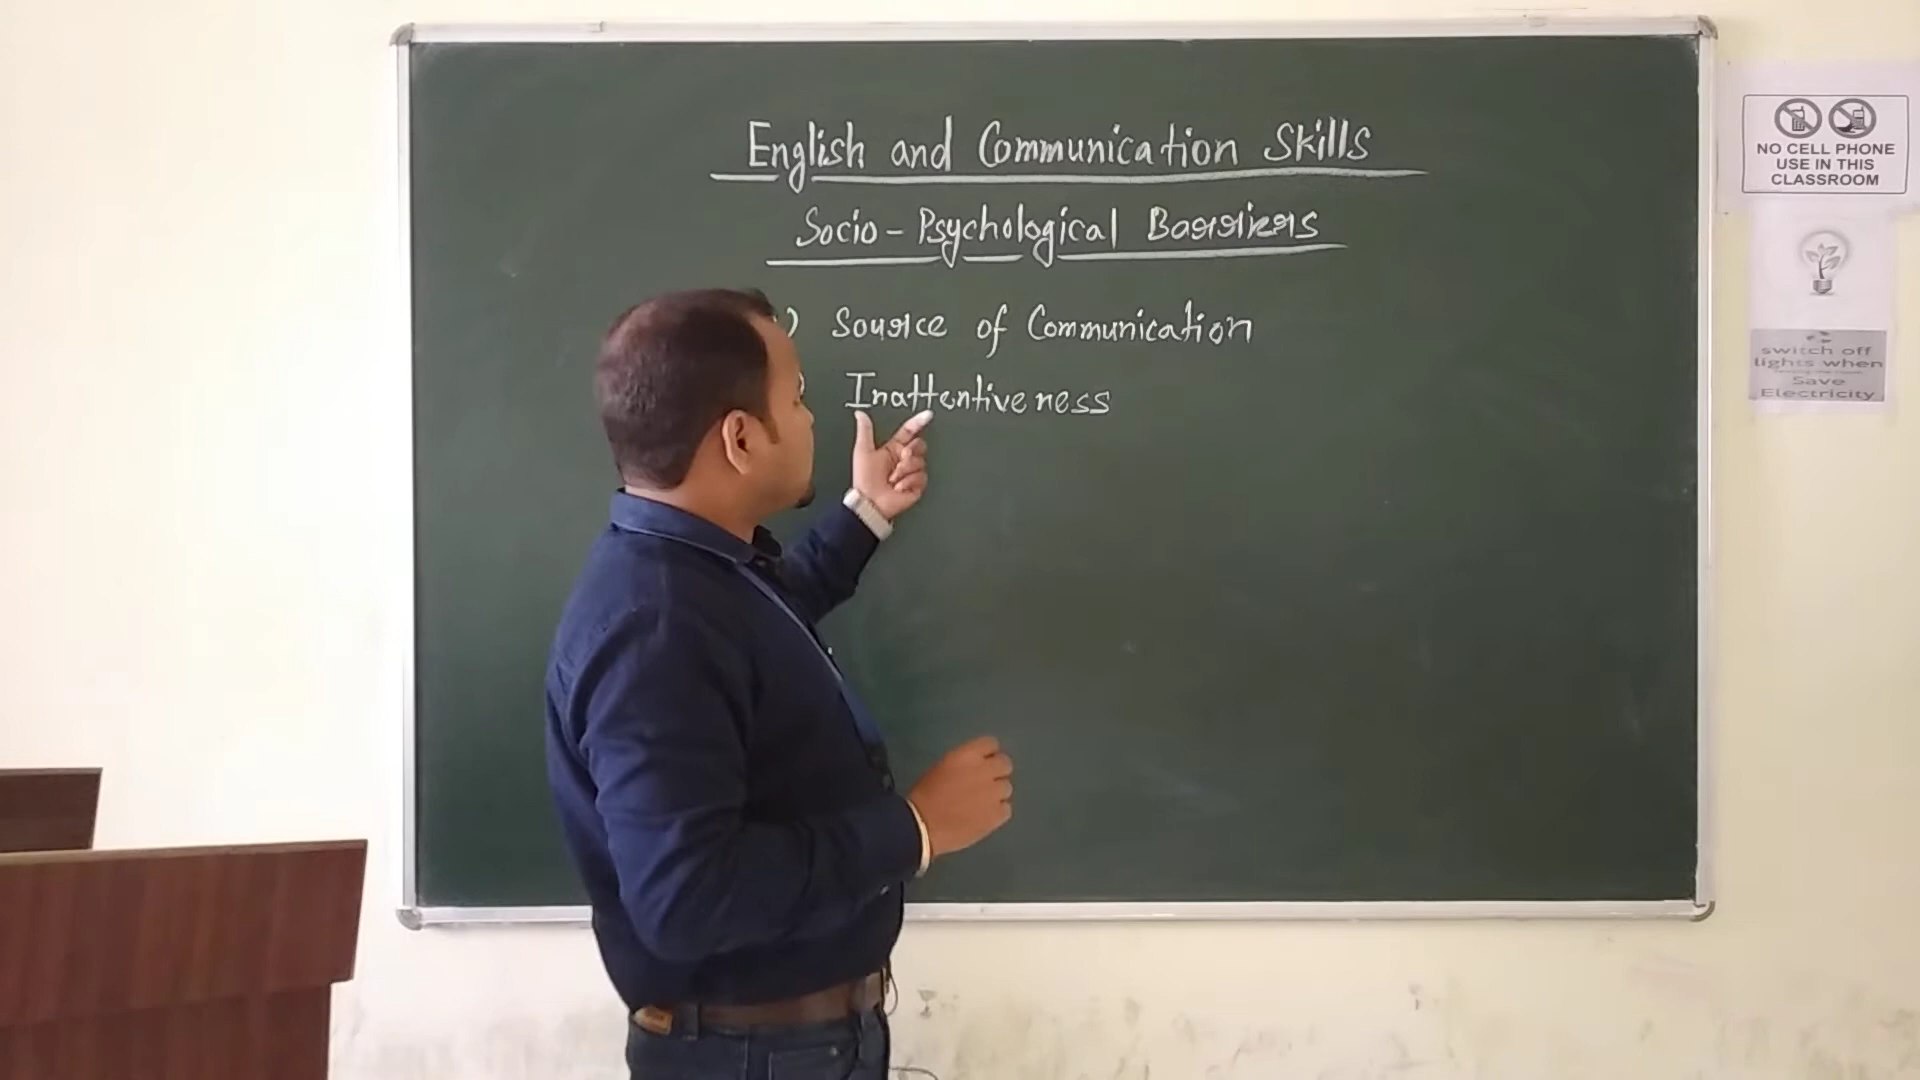 English and Communication Skills
Socio - Psychological Barriers
) Source of Communication
Inattentiveness
NO CELL PHONE
USE IN THIS
CLASSROOM
switch off
lights when
Save
Electricity